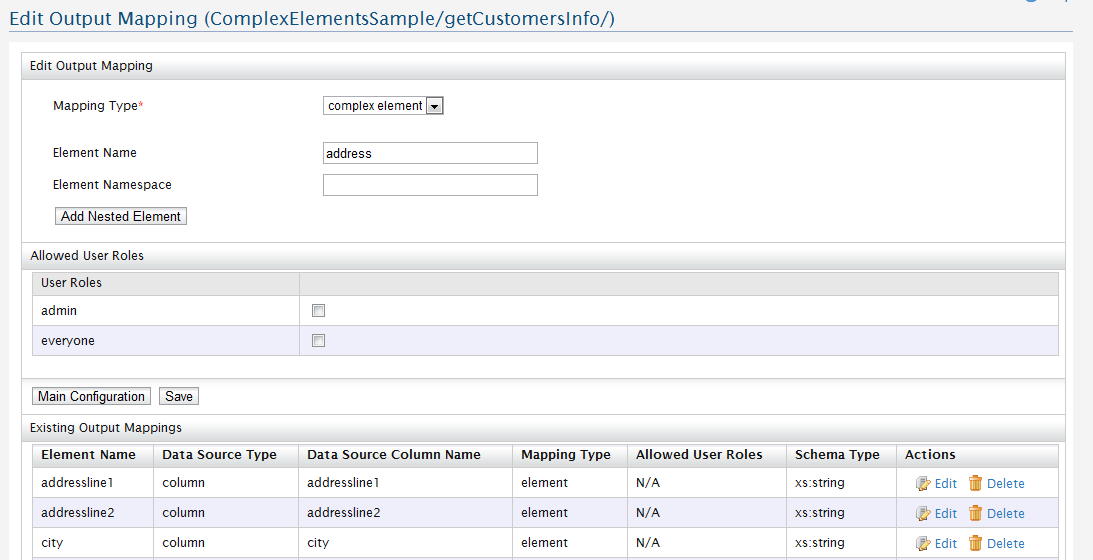 Edit Output Mapping (ComplexElementsSample/getCustomersInfo/)
Edit Output Mapping
Mapping Type* complex element
Element Name address
Element Namespace
Add Nested Element
Allowed User Roles
User Roles
admin
everyone
Main Configuration Save
Existing Output Mappings
Element Name Data Source Type Data Source Column Name Mapping Type Allowed User Roles Schema Type Actions
addressline1 column addressline1 element N/A xs:string Edit Delete
addressline2 column addressline2 element N/A xs:string Edit Delete
city column city element N/A xs:string Edit Delete